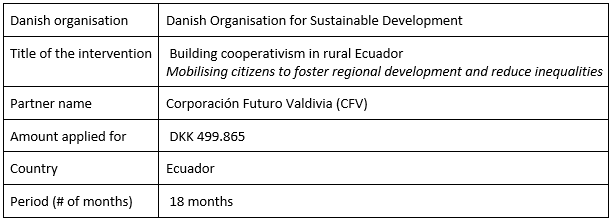 Danish organisation Danish Organisation for Sustainable Development
Title of the intervention Building cooperativism in rural Ecuador
Mobilising citizens to foster regional development and reduce inequalities
Partner name Corporación Futuro Valdivia (CFV)
Amount applied for DKK 499.865
Country Ecuador
Period (# of months) 18 months